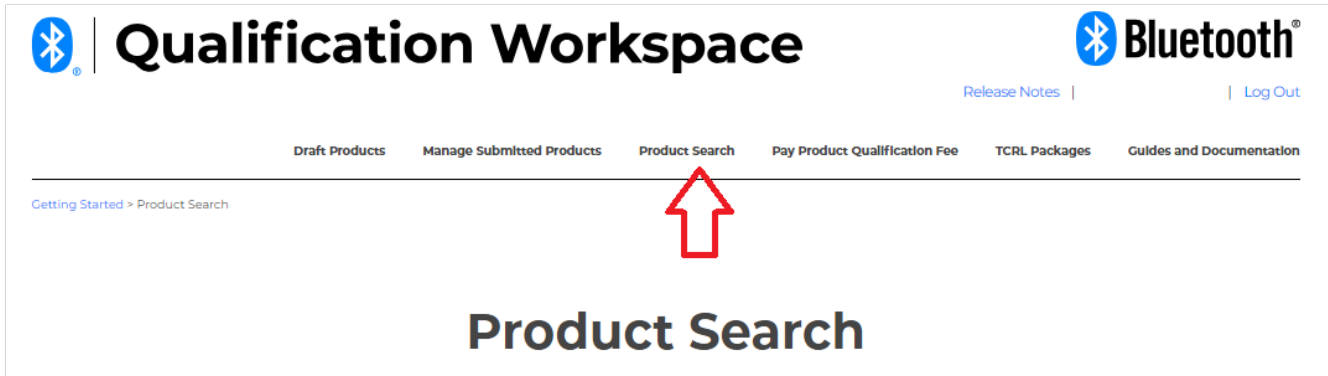 ® Qualification Workspace
Bluetooth®
Release Notes | | Log Out
Draft Products Manage Submitted Products Product Search Pay Product Qualification Fee TCRL Packages Guides and Documentation
Getting Started > Product Search
Product Search